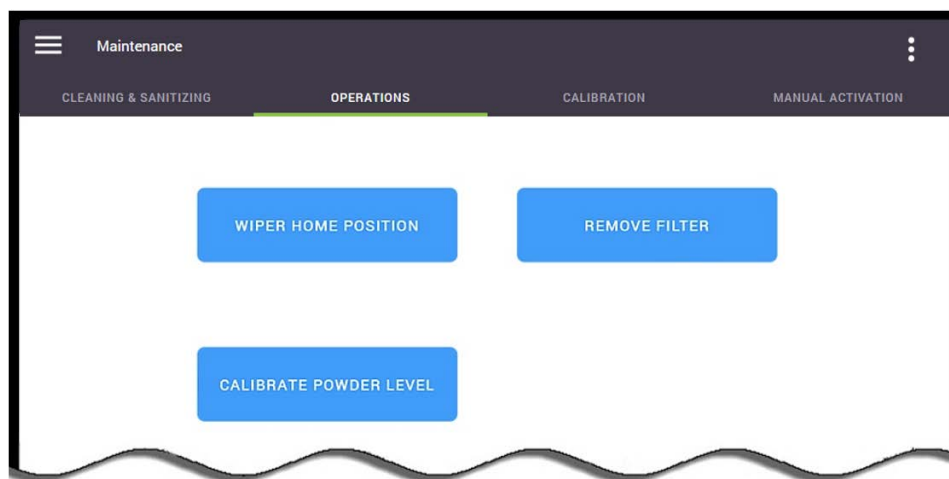 Maintenance
CLEANING & SANITIZING OPERATIONS CALIBRATION MANUAL ACTIVATION
WIPER HOME POSITION REMOVE FILTER
CALIBRATE POWDER LEVEL